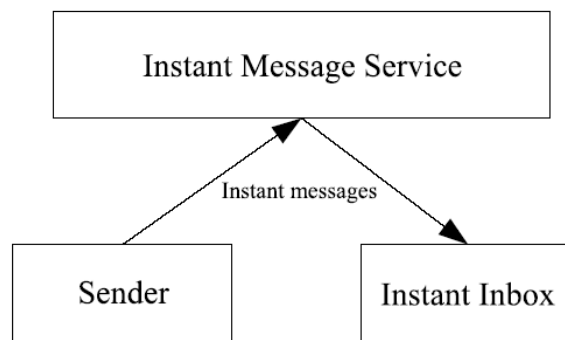 Instant Message Service
Instant messages
Sender
Instant Inbox